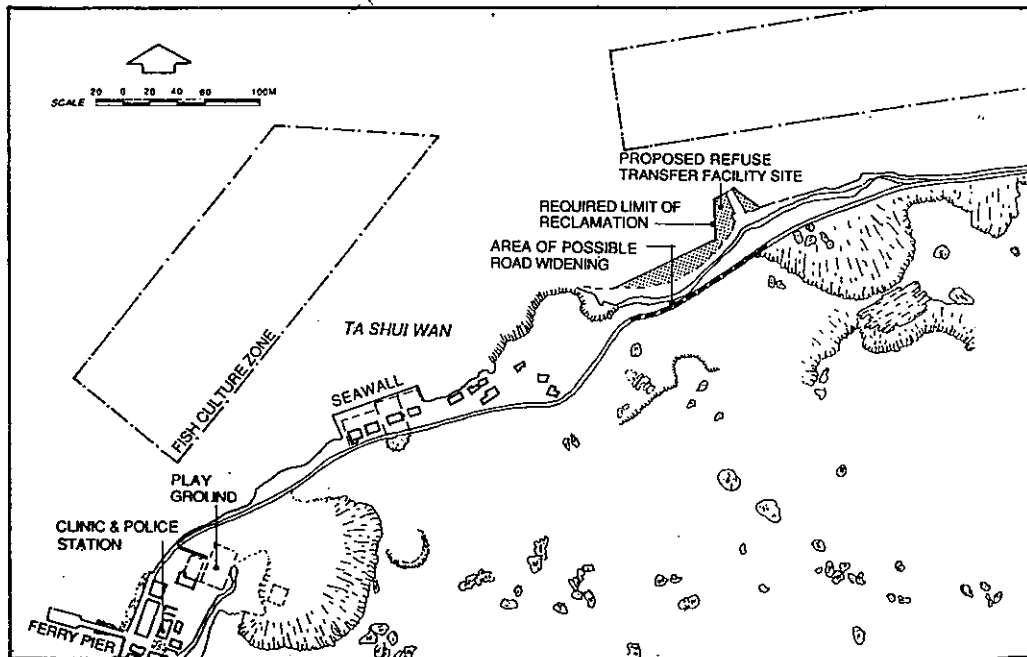 SCALE
20 0 20 40 60 100M
PROPOSED REFUSE
TRANSFER FACILITY SITE
REQUIRED LIMIT OF
RECLAMATION
AREA OF POSSIBLE
ROAD WIDENING
TA SHUI WAN
FISH CULTURE ZONE
SEAWALL
PLAY
GROUND
CLINIC & POLICE
STATION
FERRY PIER